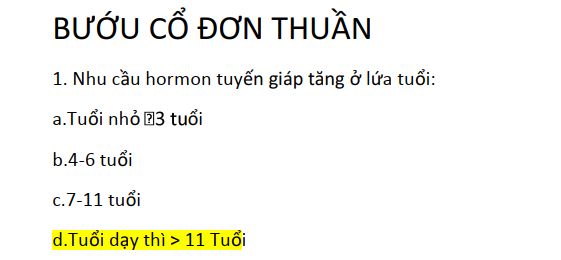 BƯỚU CỔ ĐƠN THUẦN
1. Nhu cầu hormon tuyến giáp tăng ở lứa tuổi:
a.Tuổi nhỏ 3 tuổi
b.4-6 tuổi
c.7-11 tuổi
d.Tuổi dạy thì > 11 Tuổi